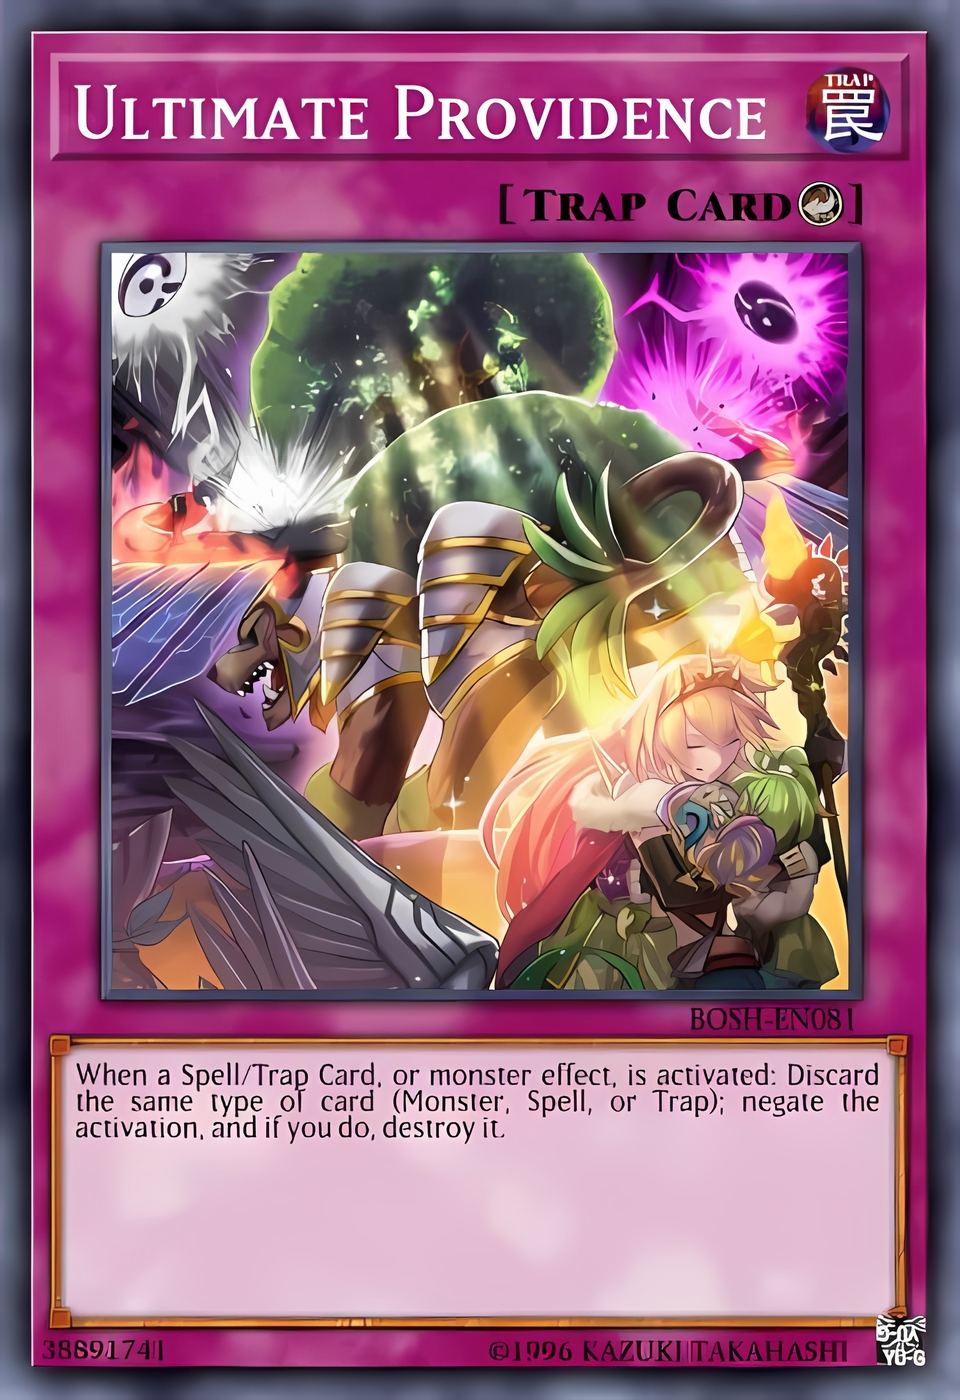 ULTIMATE PROVIDENCE
TRAP
罠
[TRAP CARD]
BOSH-EN081
When a Spell/Trap Card, or monster effect, is activated: Discard
the same type of card (Monster, Spell, or Trap); negate the
activation, and if you do, destroy it.
©1996 KAZUKI TAKAHASHI